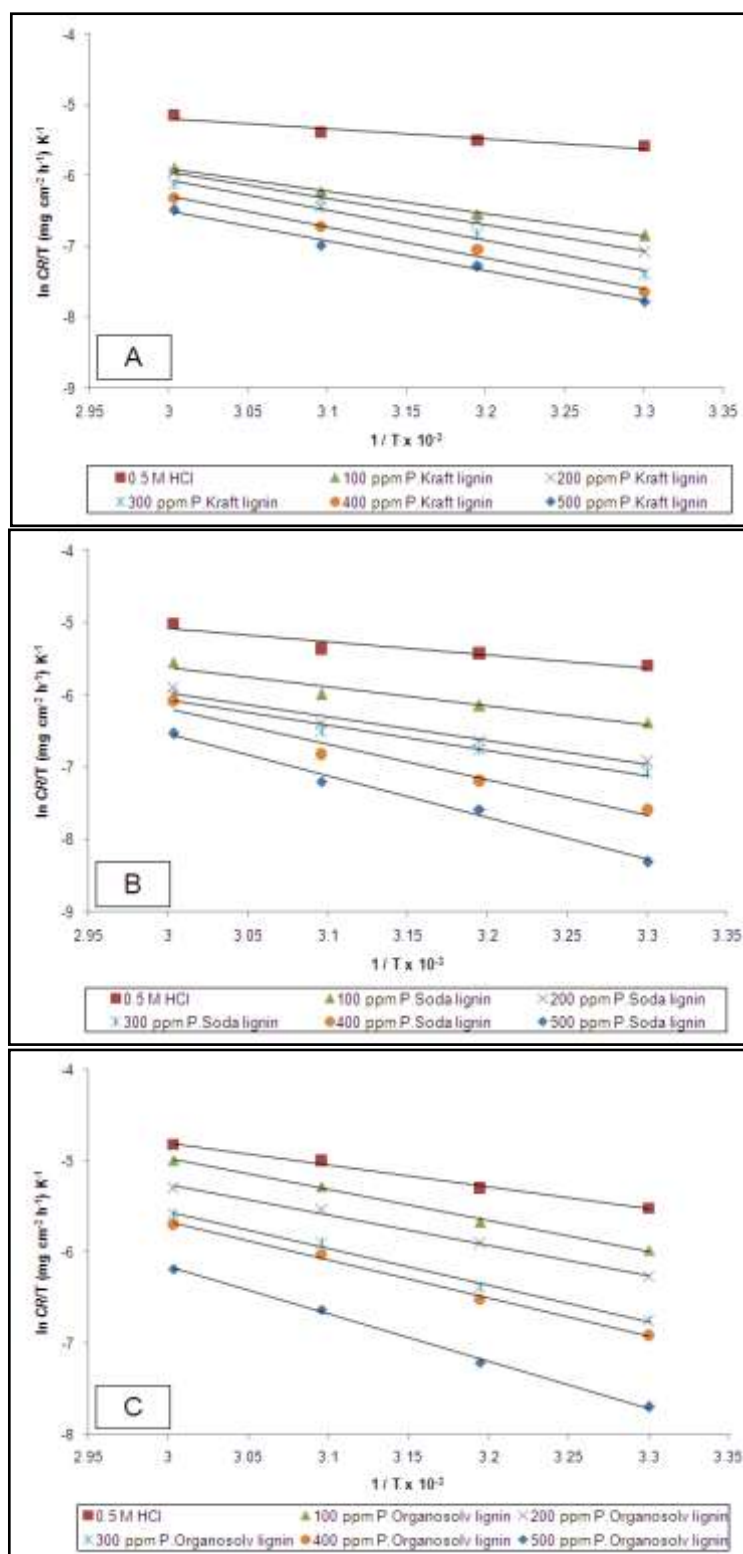 -4
-5
-6
-7
-8
-9
ln CR/T (mg cm⁻² h⁻¹) K⁻¹
A
2.95 3 3.05 3.1 3.15 3.2 3.25 3.3 3.35
1 / T x 10⁻³
0.5 M HCl 100 ppm P.Kraft lignin 200 ppm P.Kraft lignin
300 ppm P.Kraft lignin 400 ppm P.Kraft lignin 500 ppm P.Kraft lignin
-4
-5
-6
-7
-8
-9
ln CR/T (mg cm⁻² h⁻¹) K⁻¹
B
2.95 3 3.05 3.1 3.15 3.2 3.25 3.3 3.35
1 / T x 10⁻³
0.5 M HCl 100 ppm P.Soda lignin 200 ppm P.Soda lignin
300 ppm P.Soda lignin 400 ppm P.Soda lignin 500 ppm P.Soda lignin
-4
-5
-6
-7
-8
ln CR/T (mg cm⁻² h⁻¹) K⁻¹
C
2.95 3 3.05 3.1 3.15 3.2 3.25 3.3 3.35
1 / T x 10⁻³
0.5 M HCl 100 ppm P.Organosolv lignin 200 ppm P.Organosolv lignin
300 ppm P.Organosolv lignin 400 ppm P.Organosolv lignin 500 ppm P.Organosolv lignin